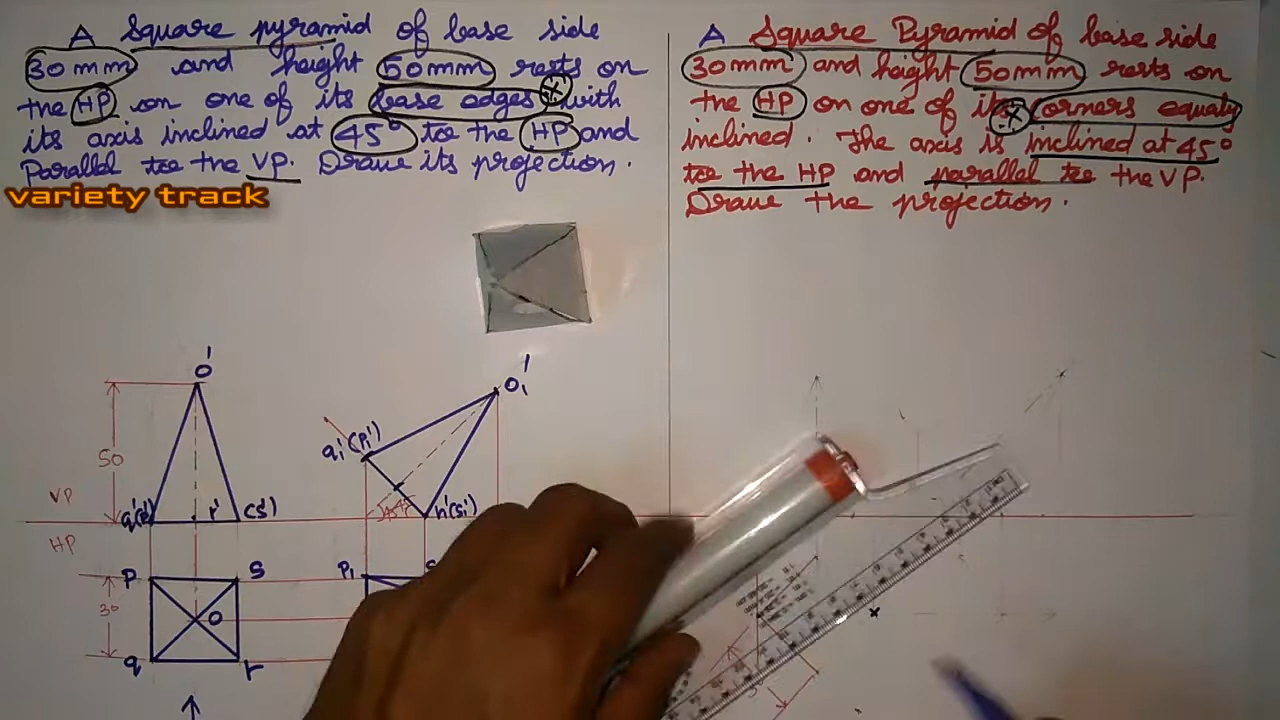 A Square pyramid of base side
30mm and height 50mm rests on
the HP on one of its base edges with
its axis inclined at 45° to the HP and
Parallel to the VP. Draw its projection.
variety track
A Square Pyramid of base side
30mm and height 50mm rests on
the HP on one of its corners equaly
inclined. The axis is inclined at 45°
to the HP and parallel to the VP.
Draw the projection.
o'
o₁'
q₁'(p₁')
50
VP
r'
(s')
r₁'(s₁')
45°
HP
P
S
P₁
30
O
q
r